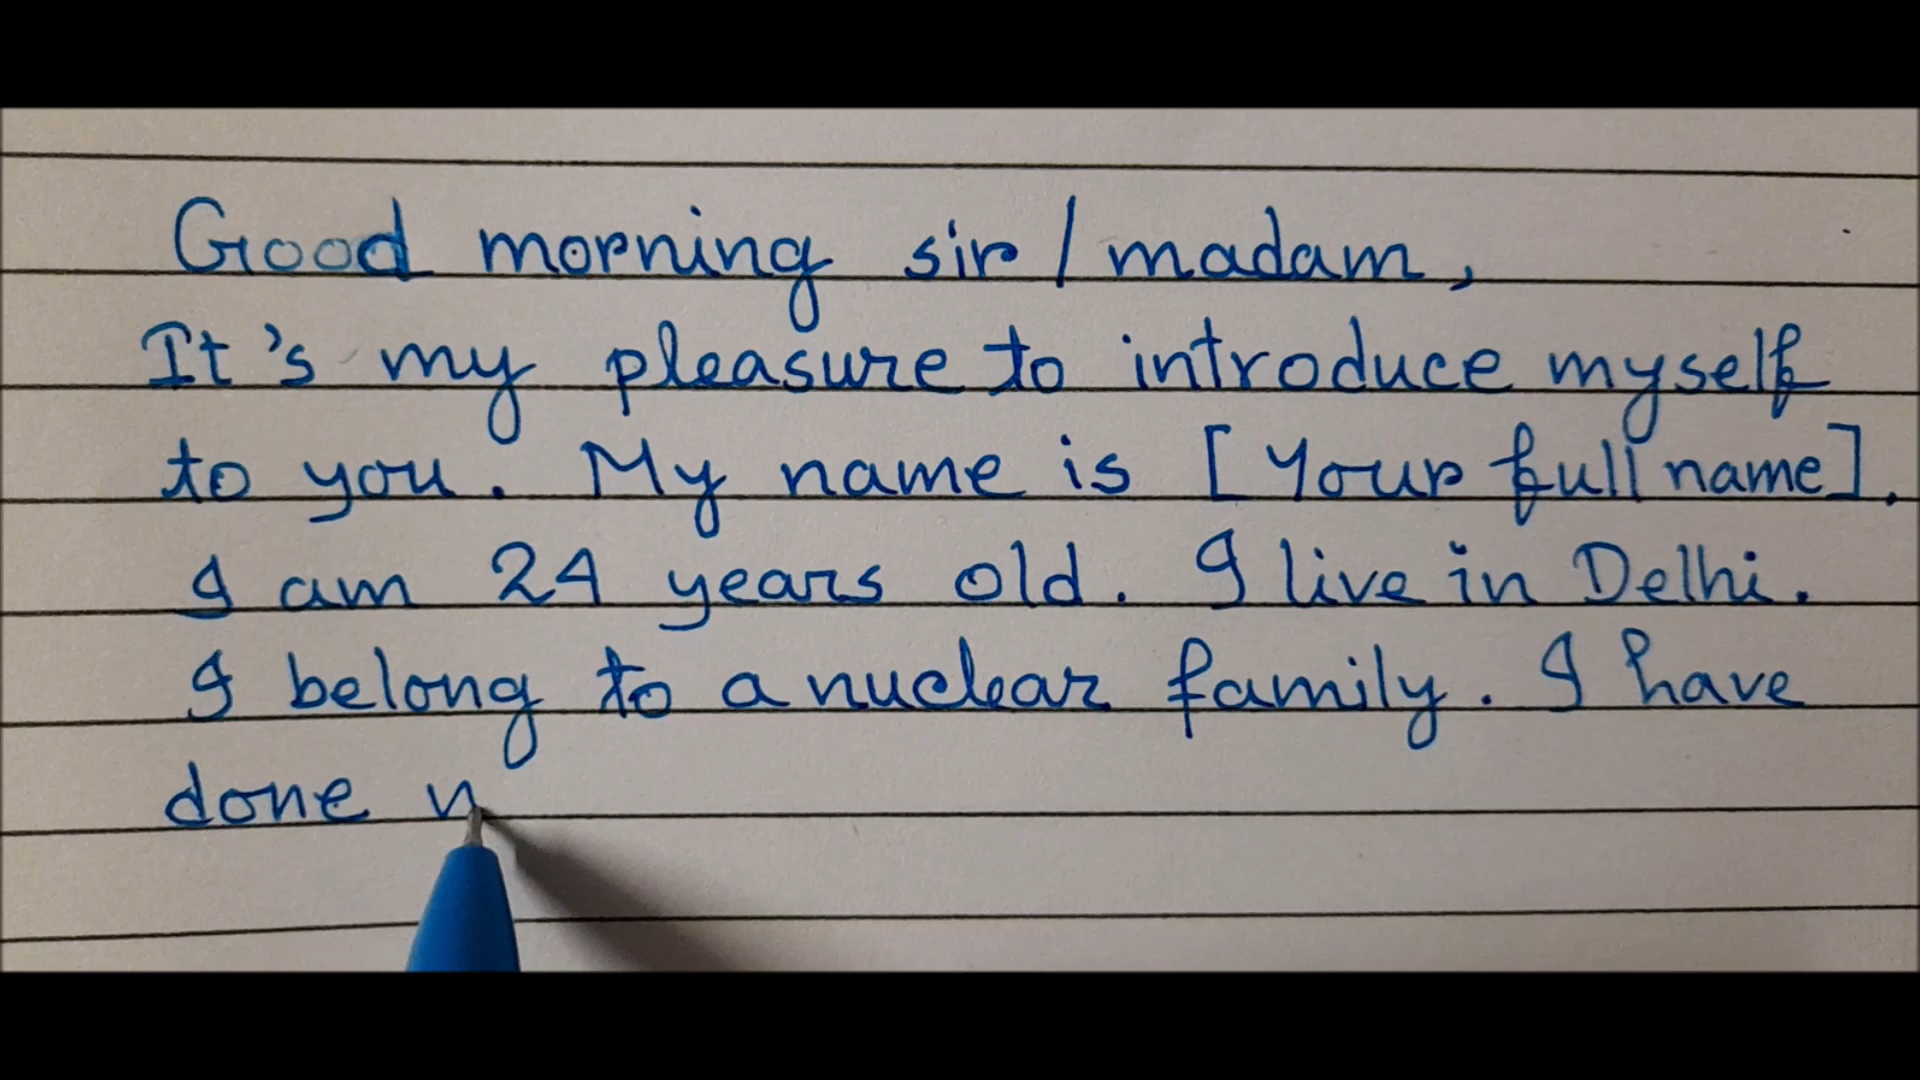 Good morning sir / madam,
It's my pleasure to introduce myself
to you. My name is [Your full name].
I am 24 years old. I live in Delhi.
I belong to a nuclear family. I have
done